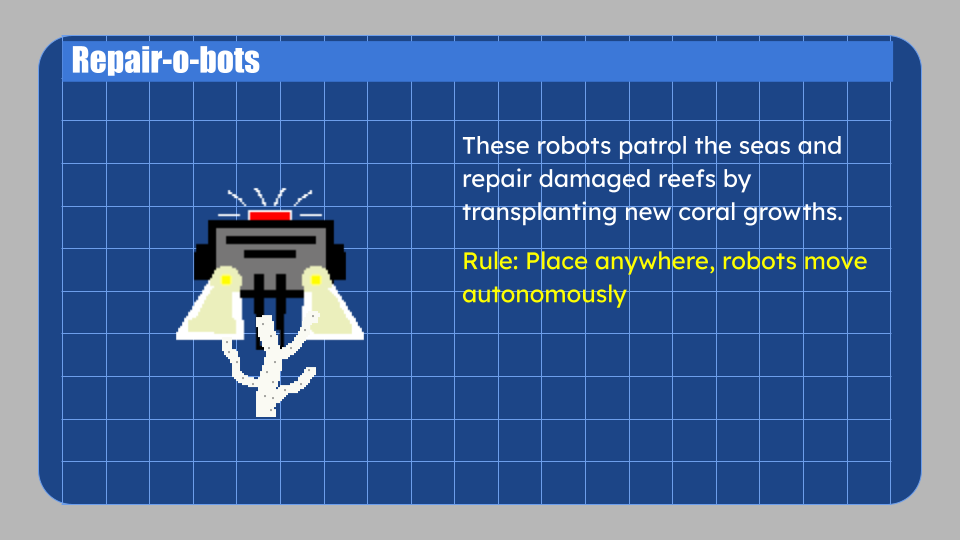 Repair-o-bots
These robots patrol the seas and
repair damaged reefs by
transplanting new coral growths.
Rule: Place anywhere, robots move
autonomously